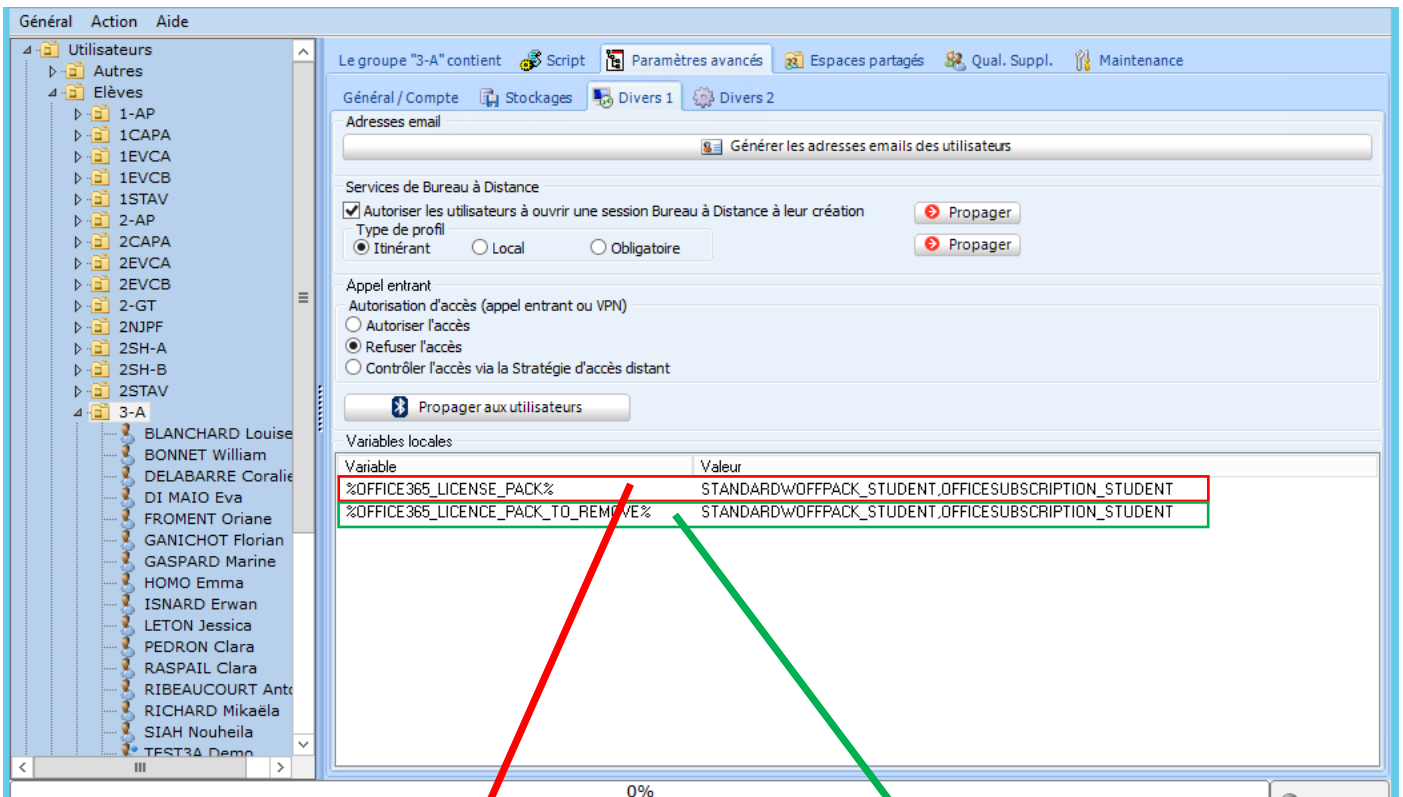 Général Action Aide
Utilisateurs
Autres
Elèves
1-AP
1CAPA
1EVCA
1EVCB
1STAV
2-AP
2CAPA
2EVCA
2EVCB
2-GT
2NJPF
2SH-A
2SH-B
2STAV
3-A
BLANCHARD Louise
BONNET William
DELABARRE Coralie
DI MAIO Eva
FROMENT Oriane
GANICHOT Florian
GASPARD Marine
HOMO Emma
ISNARD Erwan
LETON Jessica
PEDRON Clara
RASPAIL Clara
RIBEAUCOURT Anto
RICHARD Mikaëla
SIAH Nouheila
TEST3A Demo
Le groupe "3-A" contient Script Paramètres avancés Espaces partagés Qual. Suppl. Maintenance
Général / Compte Stockages Divers 1 Divers 2
Adresses email
Générer les adresses emails des utilisateurs
Services de Bureau à Distance
Autoriser les utilisateurs à ouvrir une session Bureau à Distance à leur création Propager
Type de profil
Itinérant Local Obligatoire Propager
Appel entrant
Autorisation d'accès (appel entrant ou VPN)
Autoriser l'accès
Refuser l'accès
Contrôler l'accès via la Stratégie d'accès distant
Propager aux utilisateurs
Variables locales
Variable Valeur
%OFFICE365_LICENSE_PACK% STANDARDWOFFPACK_STUDENT,OFFICESUBSCRIPTION_STUDENT
%OFFICE365_LICENCE_PACK_TO_REMOVE% STANDARDWOFFPACK_STUDENT,OFFICESUBSCRIPTION_STUDENT
0%